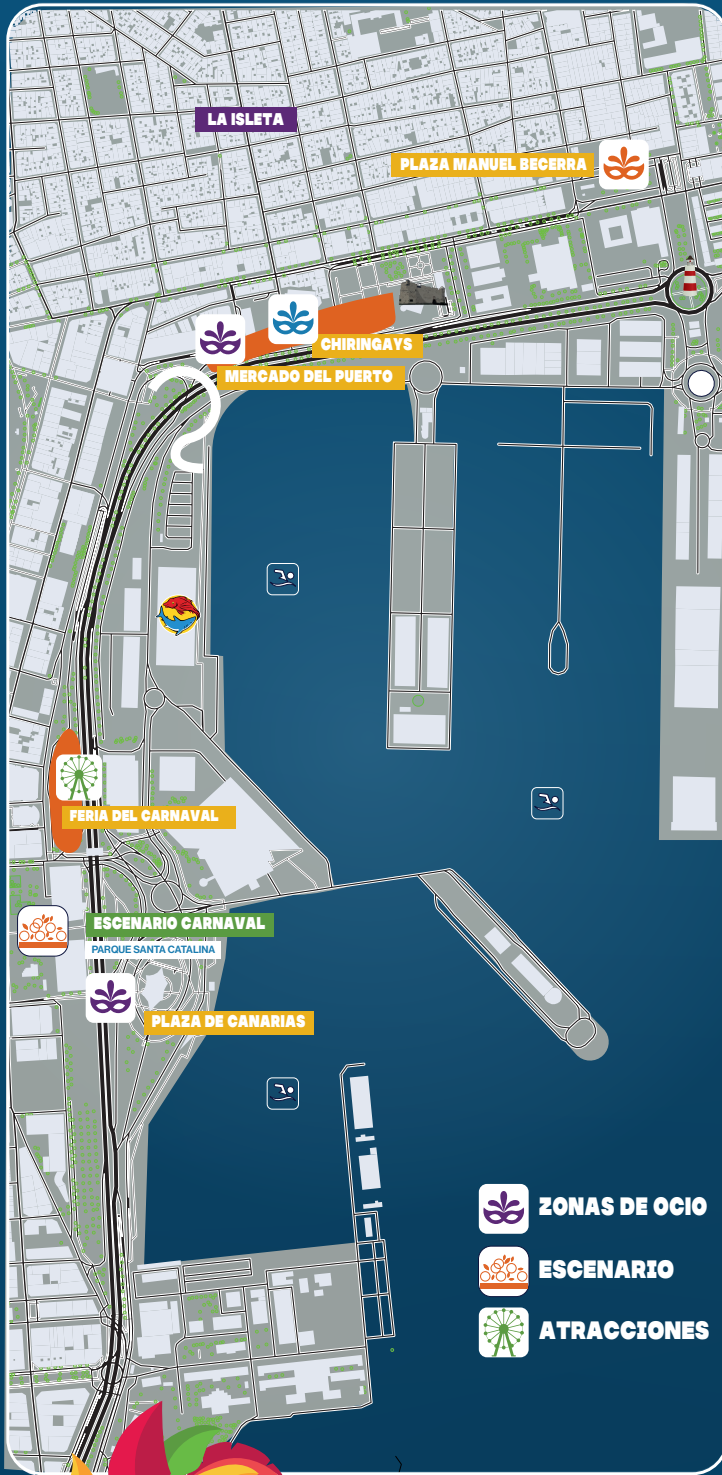 LA ISLETA
PLAZA MANUEL BECERRA
CHIRINGAYS
MERCADO DEL PUERTO
FERIA DEL CARNAVAL
ESCENARIO CARNAVAL
PARQUE SANTA CATALINA
PLAZA DE CANARIAS
ZONAS DE OCIO
ESCENARIO
ATRACCIONES